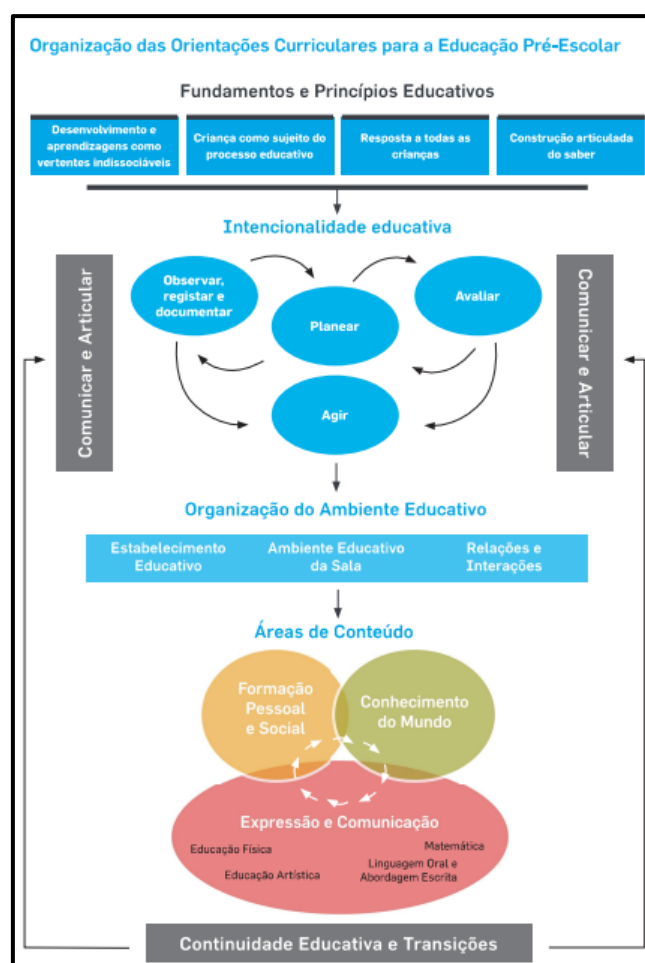 Organização das Orientações Curriculares para a Educação Pré-Escolar
Fundamentos e Princípios Educativos
Desenvolvimento e
aprendizagens como
vertentes indissociáveis
Criança como sujeito do
processo educativo
Resposta a todas as
crianças
Construção articulada
do saber
Intencionalidade educativa
Comunicar e Articular
Observar,
registar e
documentar
Planear
Avaliar
Agir
Comunicar e Articular
Organização do Ambiente Educativo
Estabelecimento
Educativo
Ambiente Educativo
da Sala
Relações e
Interações
Áreas de Conteúdo
Formação
Pessoal
e Social
Conhecimento
do Mundo
Expressão e Comunicação
Educação Física
Educação Artística
Matemática
Linguagem Oral e
Abordagem Escrita
Continuidade Educativa e Transições